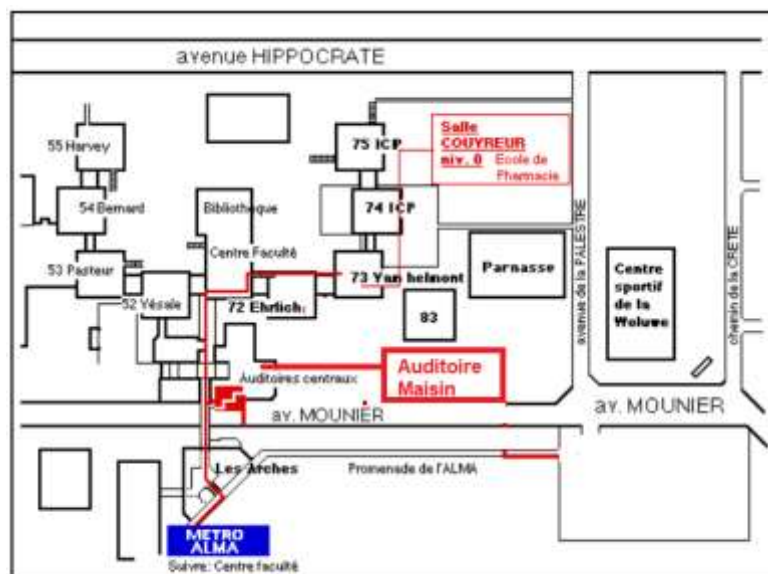 avenue HIPPOCRATE
55 Harvey
75 ICP
Salle
COUVREUR
niv. 0 Ecole de
Pharmacie
54 Bernard
Bibliothèque
74 ICP
Centre Faculté
53 Pasteur
73 Van helmont
Parnasse
avenue de la PALESTRE
Centre
sportif
de la
Woluwe
chemin de la CRETE
52 Vésale
72 Ehrlich
83
Auditoires centraux
Auditoire
Maisin
av. MOUNIER
av. MOUNIER
Les Arches
Promenade de l'ALMA
METRO
ALMA
Suivre: Centre faculté